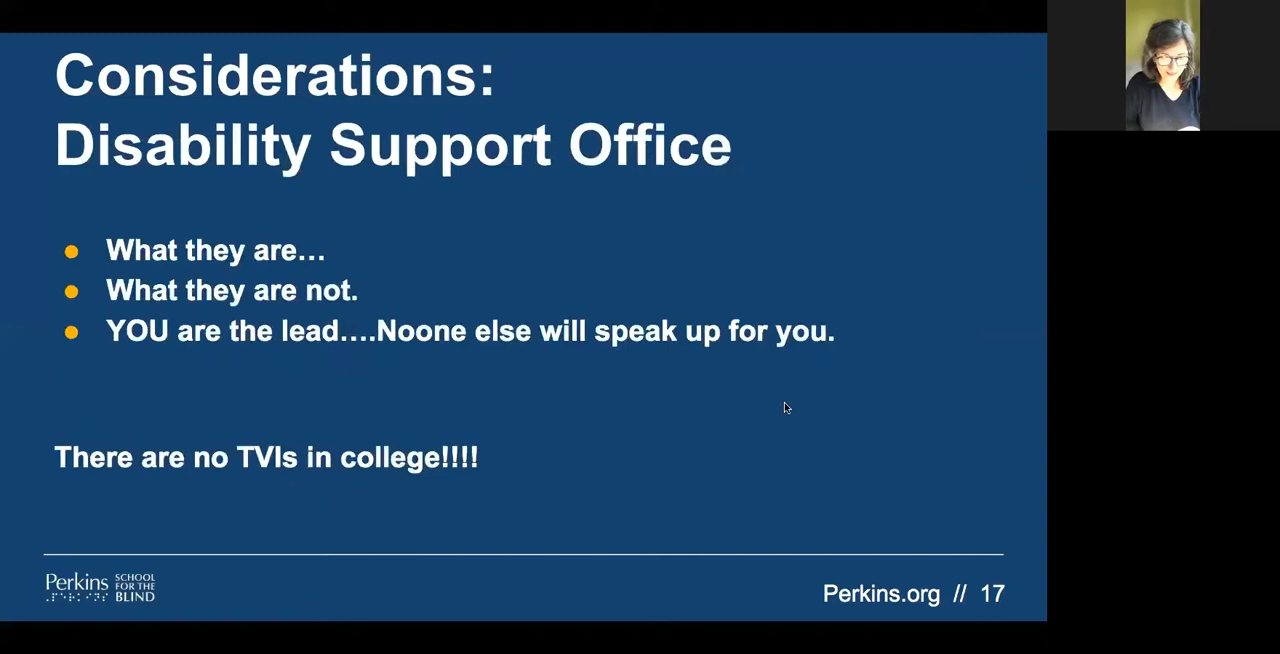 Considerations:
Disability Support Office
● What they are…
● What they are not.
● YOU are the lead….Noone else will speak up for you.
There are no TVIs in college!!!!
Perkins SCHOOL FOR THE BLIND
⠏⠑⠗⠅⠊⠝⠎
Perkins.org // 17